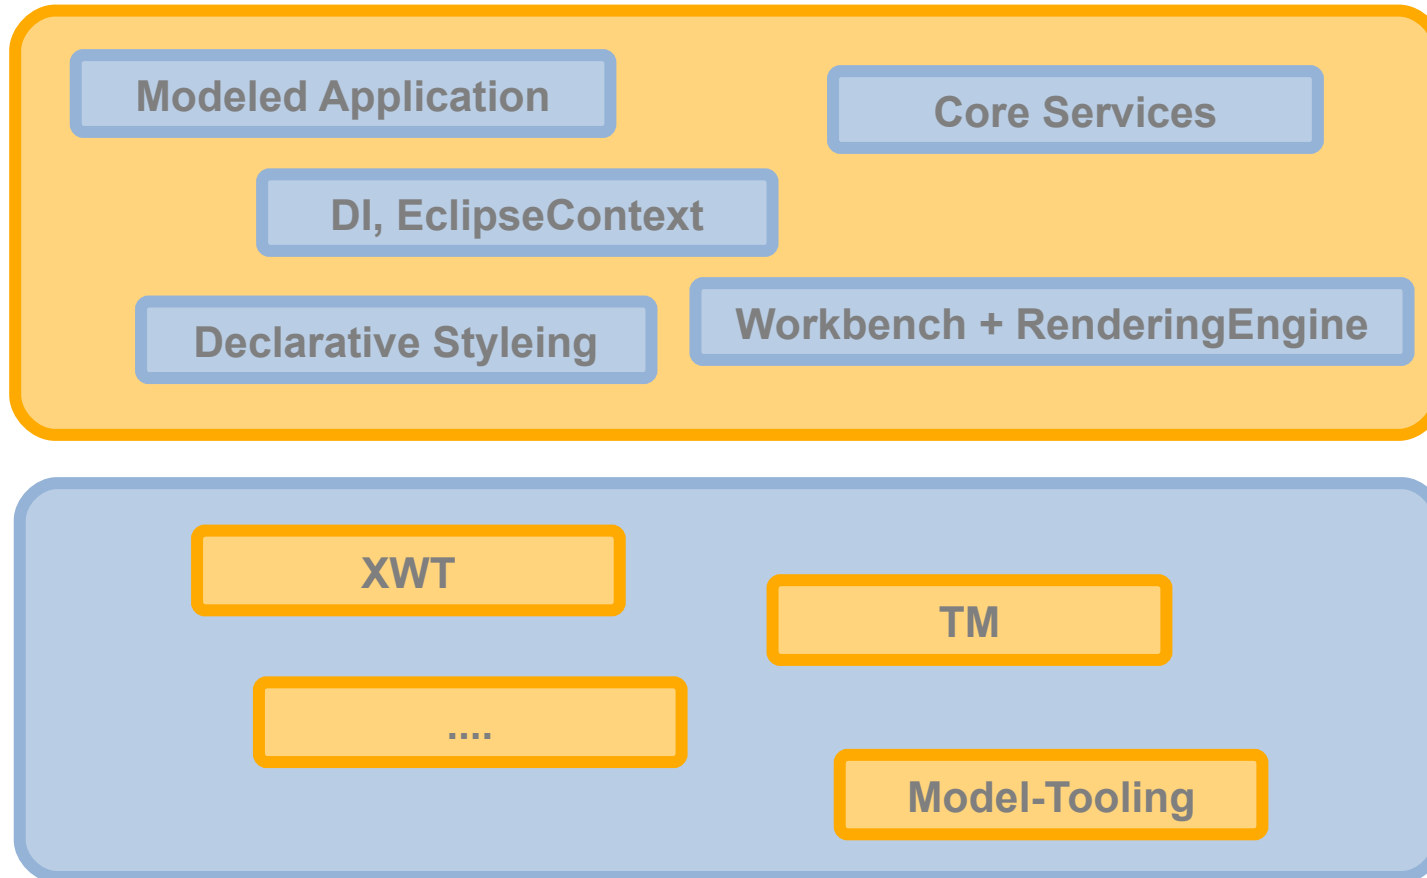 Modeled Application
Core Services
DI, EclipseContext
Declarative Styleing
Workbench + RenderingEngine
XWT
TM
....
Model-Tooling